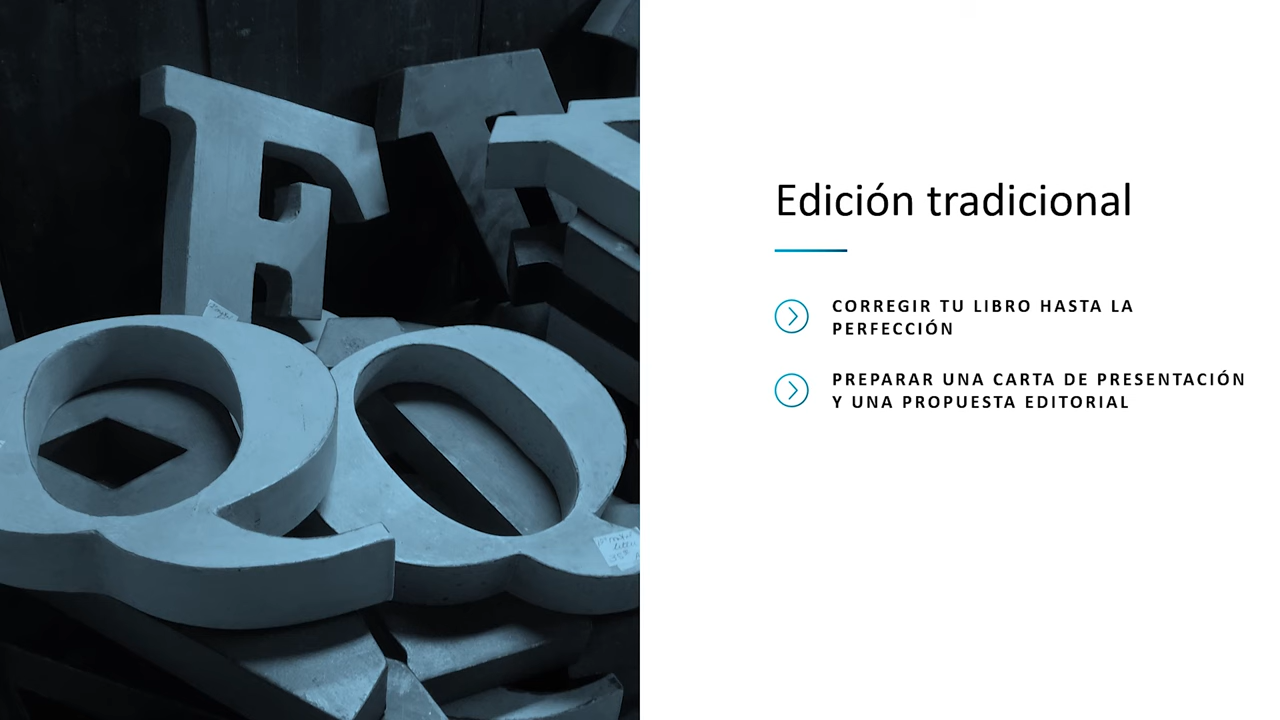 Edición tradicional
CORREGIR TU LIBRO HASTA LA
PERFECCIÓN
PREPARAR UNA CARTA DE PRESENTACIÓN
Y UNA PROPUESTA EDITORIAL